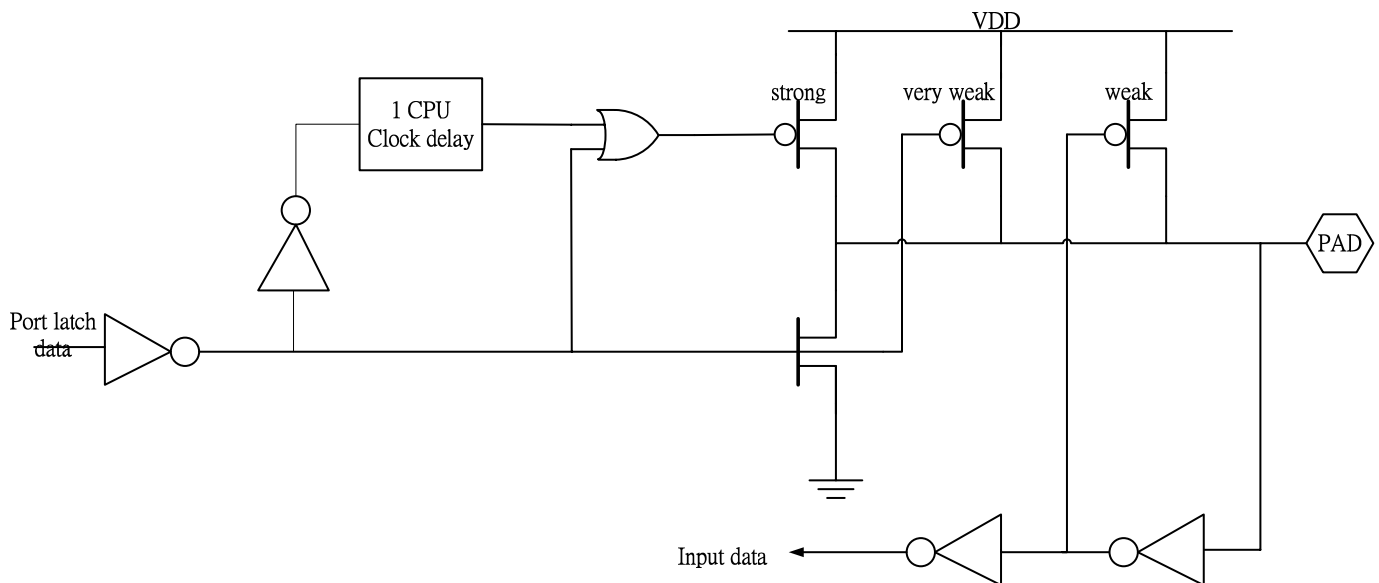 VDD
strong
very weak
weak
1 CPU
Clock delay
PAD
Port latch
data
Input data